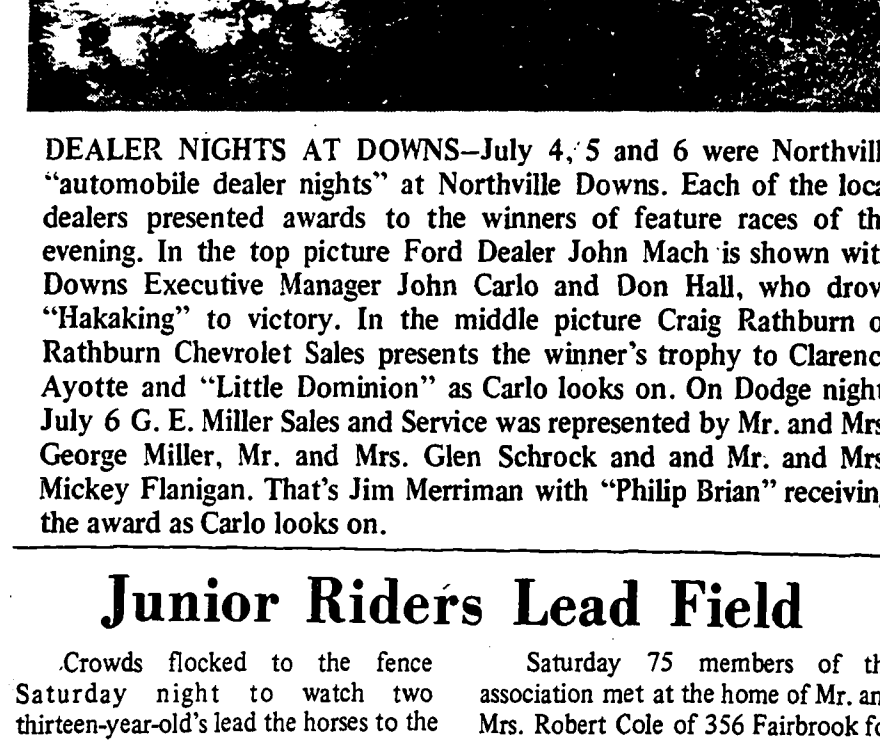 DEALER NIGHTS AT DOWNS—July 4, 5 and 6 were Northvill
"automobile dealer nights" at Northville Downs. Each of the loca
dealers presented awards to the winners of feature races of th
evening. In the top picture Ford Dealer John Mach is shown wit
Downs Executive Manager John Carlo and Don Hall, who drov
"Hakaking" to victory. In the middle picture Craig Rathburn o
Rathburn Chevrolet Sales presents the winner's trophy to Clarenc
Ayotte and "Little Dominion" as Carlo looks on. On Dodge night
July 6 G. E. Miller Sales and Service was represented by Mr. and Mrs
George Miller, Mr. and Mrs. Glen Schrock and and Mr. and Mrs
Mickey Flanigan. That's Jim Merriman with "Philip Brian" receivin
the award as Carlo looks on.
Junior Riders Lead Field
Crowds flocked to the fence
Saturday night to watch two
thirteen-year-old's lead the horses to the
Saturday 75 members of th
association met at the home of Mr. an
Mrs. Robert Cole of 356 Fairbrook fo